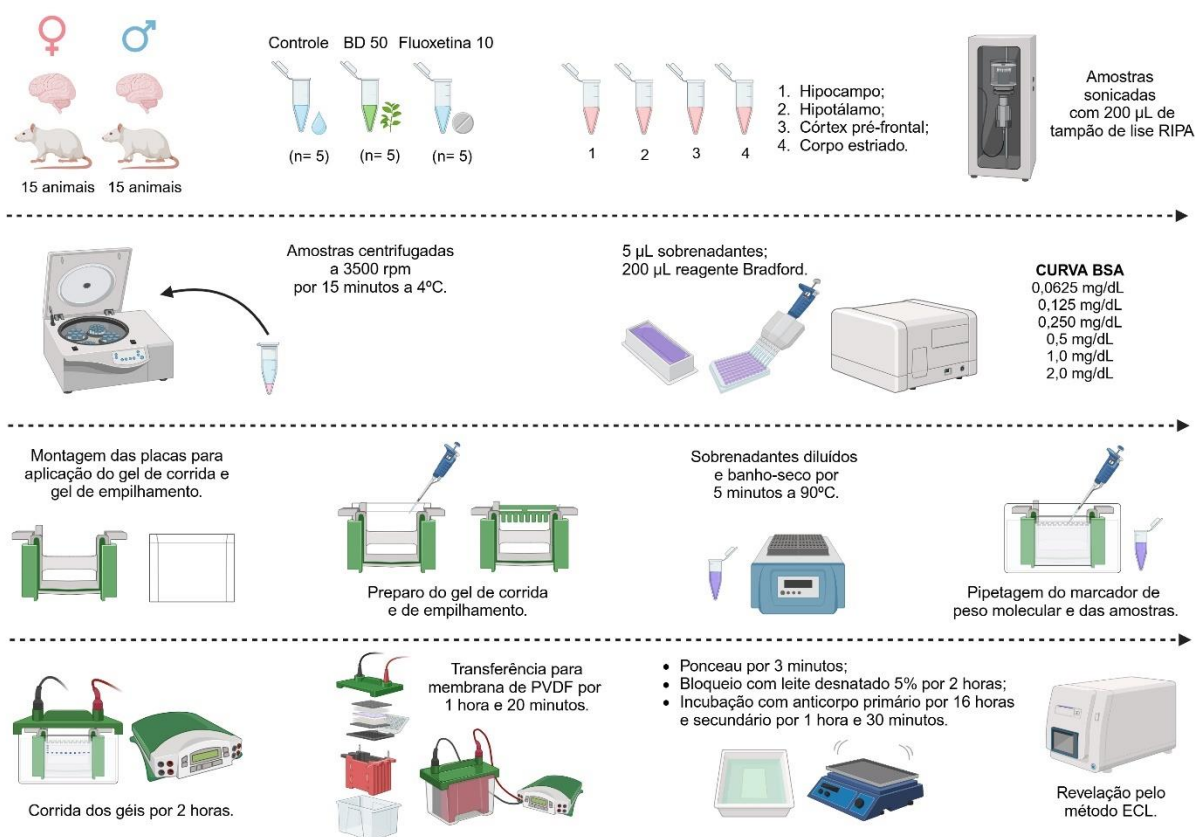 15 animais
15 animais
Controle
BD 50
Fluoxetina 10
(n= 5)
(n= 5)
(n= 5)
1
2
3
4
1. Hipocampo;
2. Hipotálamo;
3. Córtex pré-frontal;
4. Corpo estriado.
Amostras
sonicadas
com 200 µL de
tampão de lise RIPA
Amostras centrifugadas
a 3500 rpm
por 15 minutos a 4ºC.
5 µL sobrenadantes;
200 µL reagente Bradford.
CURVA BSA
0,0625 mg/dL
0,125 mg/dL
0,250 mg/dL
0,5 mg/dL
1,0 mg/dL
2,0 mg/dL
Montagem das placas para
aplicação do gel de corrida e
gel de empilhamento.
Preparo do gel de corrida
e de empilhamento.
Sobrenadantes diluídos
e banho-seco por
5 minutos a 90ºC.
Pipetagem do marcador de
peso molecular e das amostras.
Corrida dos géis por 2 horas.
Transferência para
membrana de PVDF por
1 hora e 20 minutos.
• Ponceau por 3 minutos;
• Bloqueio com leite desnatado 5% por 2 horas;
• Incubação com anticorpo primário por 16 horas
e secundário por 1 hora e 30 minutos.
Revelação pelo
método ECL.